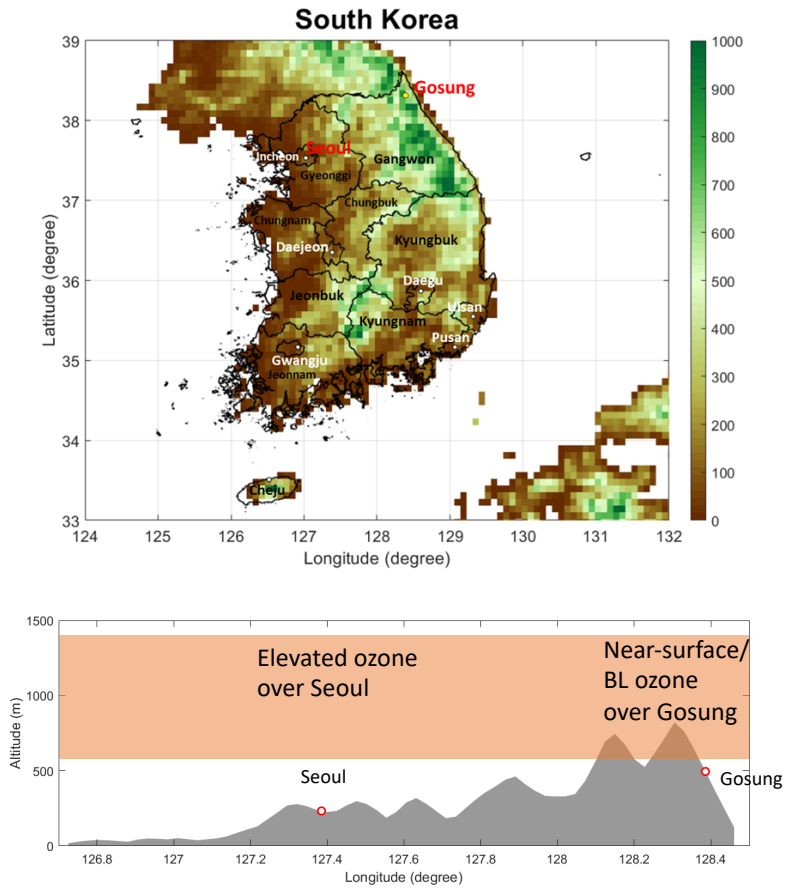 South Korea
39
38
37
36
35
34
33
124
125
126
127
128
129
130
131
132
Latitude (degree)
Longitude (degree)
1000
900
800
700
600
500
400
300
200
100
0
Gosung
Seoul
Incheon
Gangwon
Gyeonggi
Chungbuk
Chungnam
Daejeon
Kyungbuk
Daegu
Jeonbuk
Ulsan
Kyungnam
Pusan
Gwangju
Jeonnam
Cheju
1500
1000
500
0
Altitude (m)
Elevated ozone
over Seoul
Near-surface/
BL ozone
over Gosung
Seoul
Gosung
126.8
127
127.2
127.4
127.6
127.8
128
128.2
128.4
Longitude (degree)